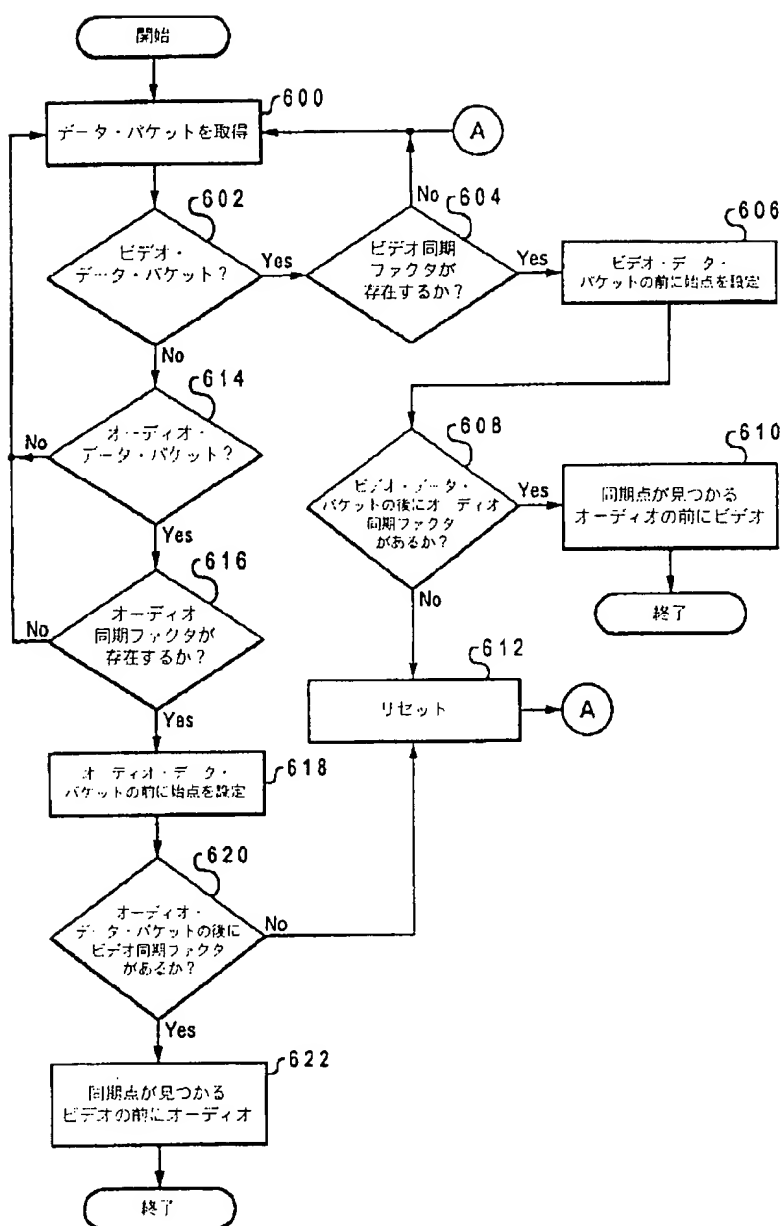 開始
600
データ・パケットを取得
A
602
ビデオ・
データ・パケット？
Yes
No
No
604
ビデオ同期
ファクタが
存在するか？
Yes
606
ビデオ・データ・
パケットの前に始点を設定
614
オーディオ・
データ・パケット？
No
Yes
608
ビデオ・データ・
パケットの後にオーディオ
同期ファクタ
があるか？
Yes
No
610
同期点が見つかる
オーディオの前にビデオ
終了
616
オーディオ
同期ファクタが
存在するか？
No
Yes
612
リセット
A
618
オーディオ・データ・
パケットの前に始点を設定
620
オーディオ・
データ・パケットの後に
ビデオ同期ファクタ
があるか？
No
Yes
622
同期点が見つかる
ビデオの前にオーディオ
終了